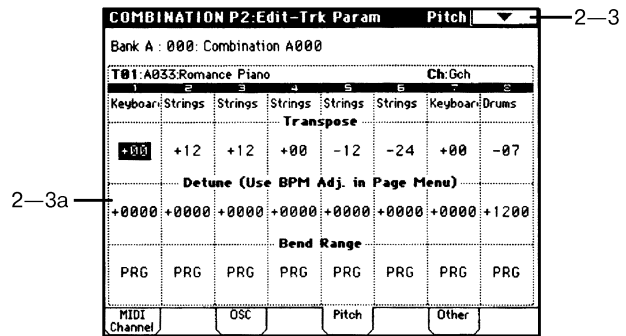 COMBINATION P2:Edit-Trk Param Pitch 2—3
Bank A : 000: Combination A000
T01:A033:Romance Piano Ch:Gch
1 2 3 4 5 6 7 8
Keyboar Strings Strings Strings Strings Strings Keyboar Drums
Transpose
+00 +12 +12 +00 -12 -24 +00 -07
Detune (Use BPM Adj. in Page Menu)
2—3a
+0000 +0000 +0000 +0000 +0000 +0000 +0000 +1200
Bend Range
PRG PRG PRG PRG PRG PRG PRG PRG
MIDI Channel OSC Pitch Other